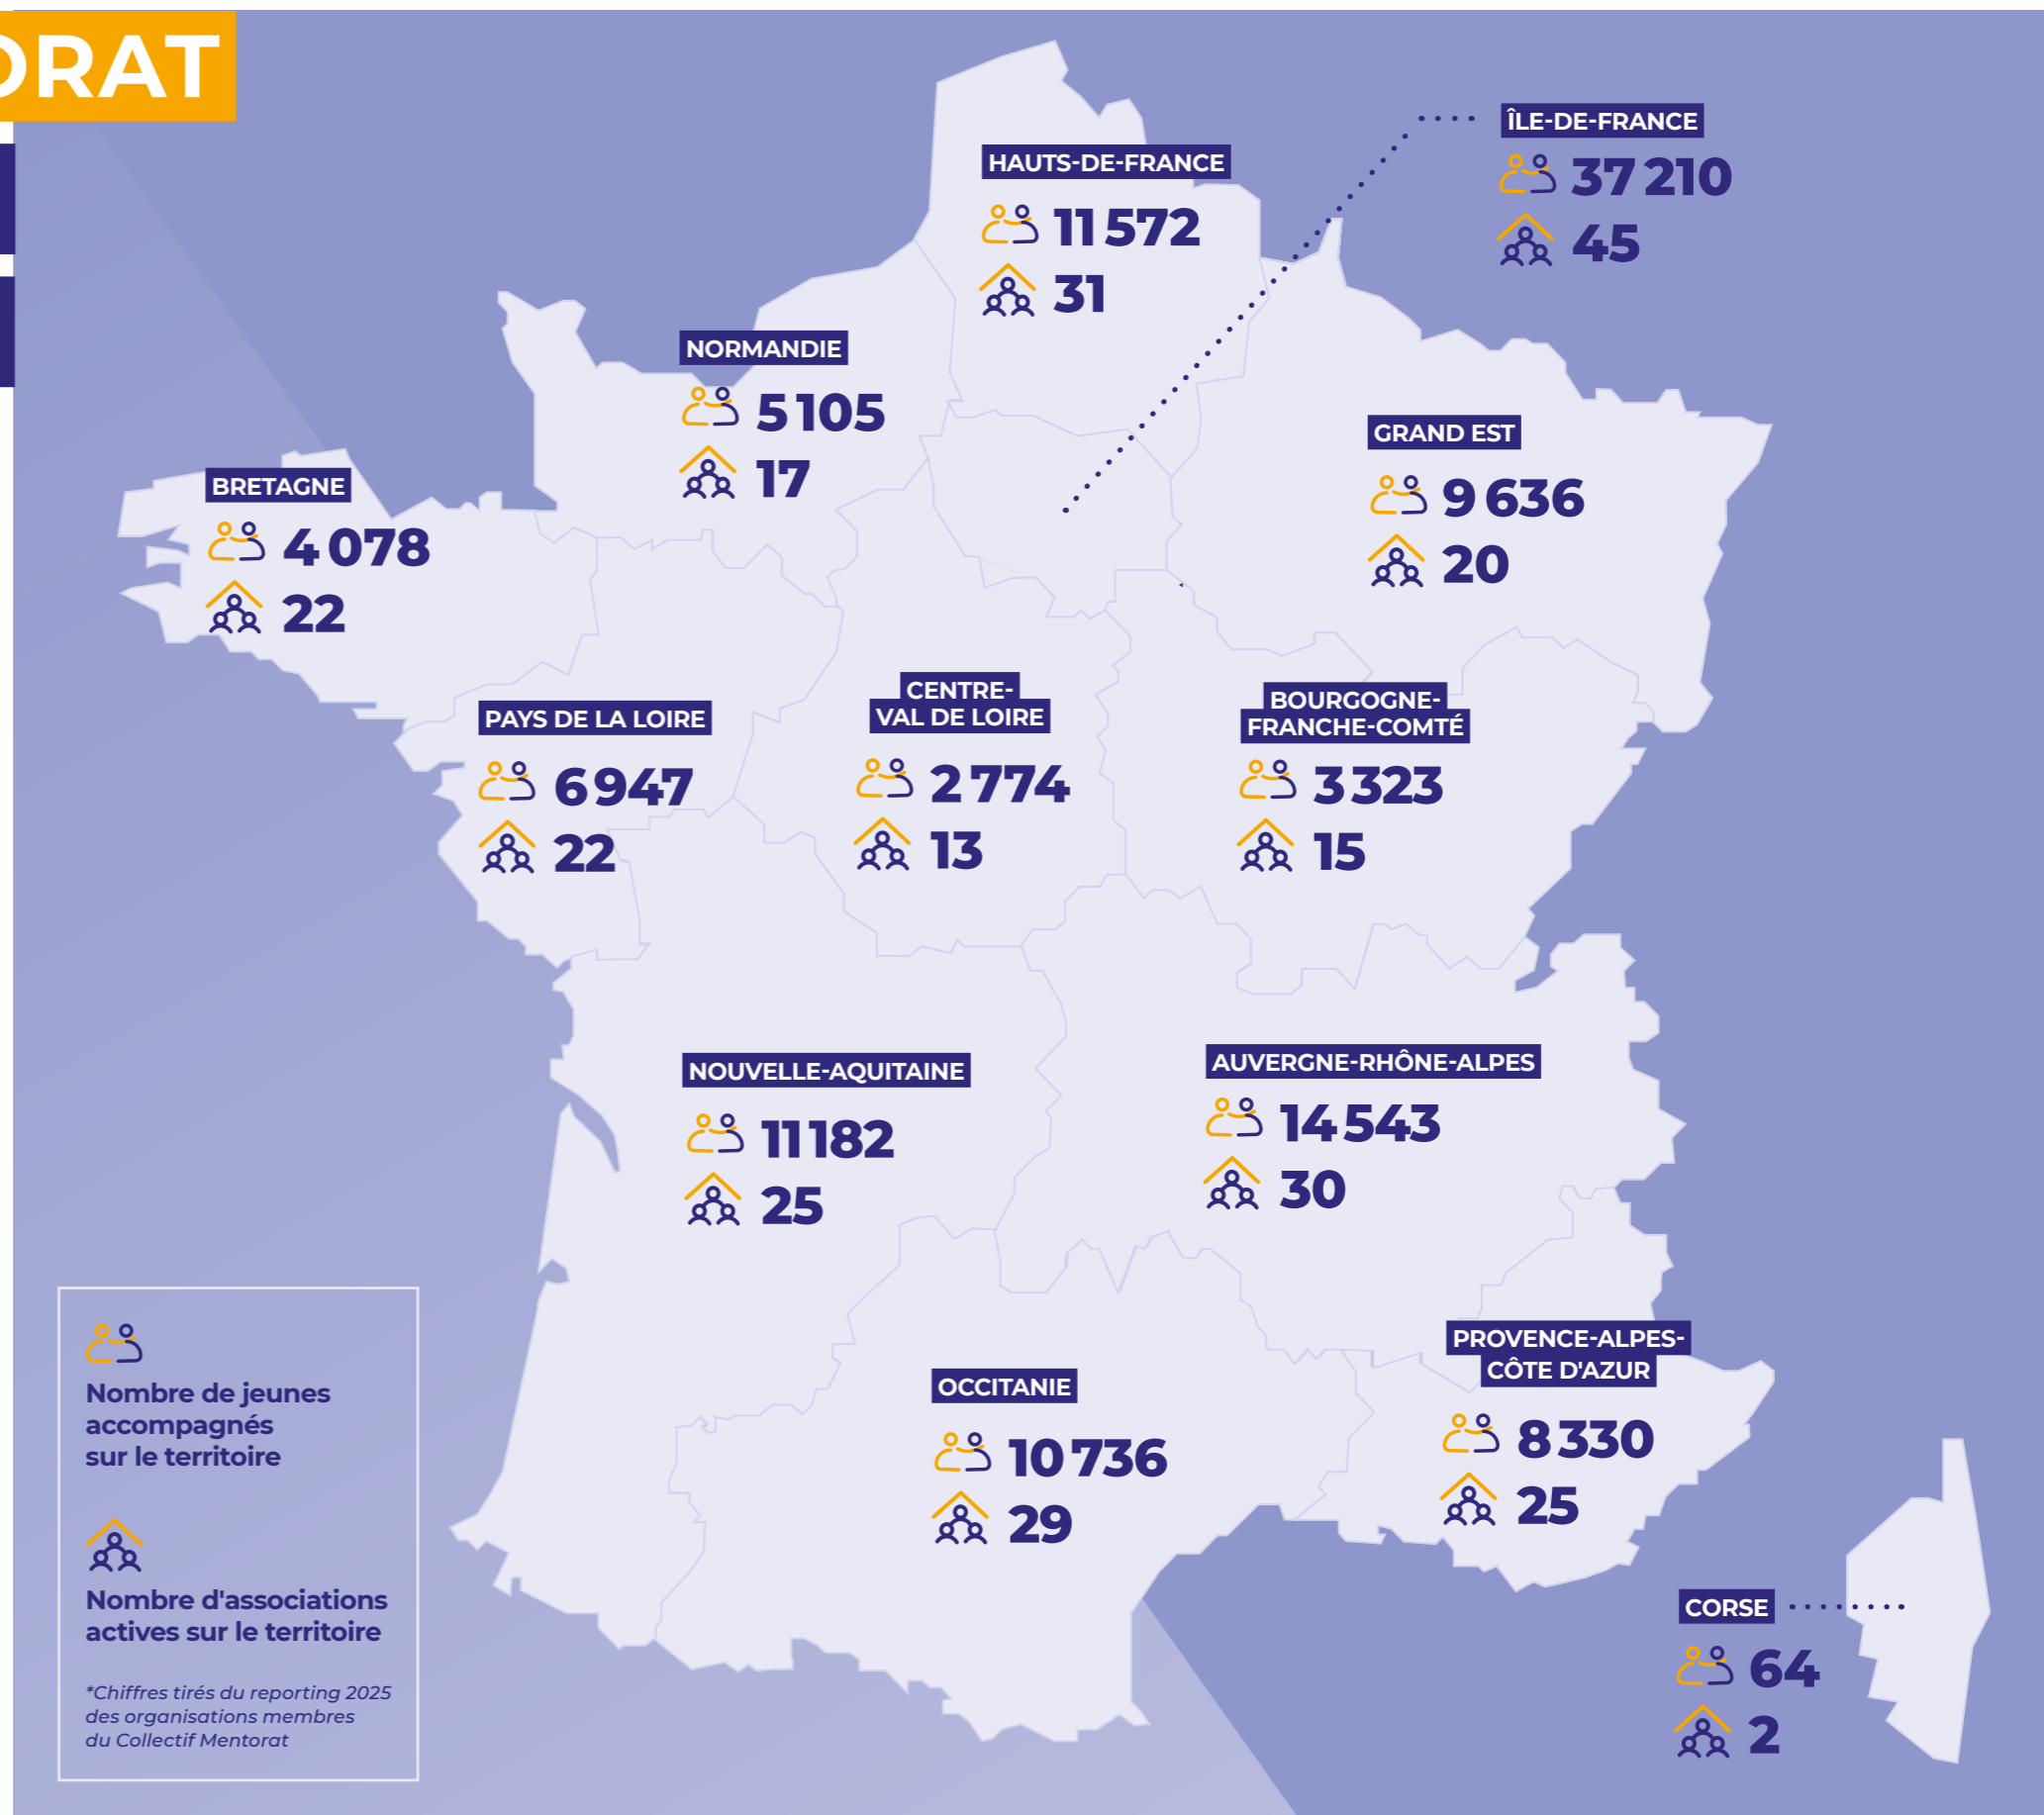 ORAT
ÎLE-DE-FRANCE
37 210
45
HAUTS-DE-FRANCE
11 572
31
NORMANDIE
5 105
17
GRAND EST
9 636
20
BRETAGNE
4 078
22
PAYS DE LA LOIRE
6 947
22
CENTRE-
VAL DE LOIRE
2 774
13
BOURGOGNE-
FRANCHE-COMTÉ
3 323
15
NOUVELLE-AQUITAINE
11 182
25
AUVERGNE-RHÔNE-ALPES
14 543
30
PROVENCE-ALPES-
CÔTE D'AZUR
8 330
25
OCCITANIE
10 736
29
CORSE
64
2
Nombre de jeunes
accompagnés
sur le territoire
Nombre d'associations
actives sur le territoire
*Chiffres tirés du reporting 2025
des organisations membres
du Collectif Mentorat